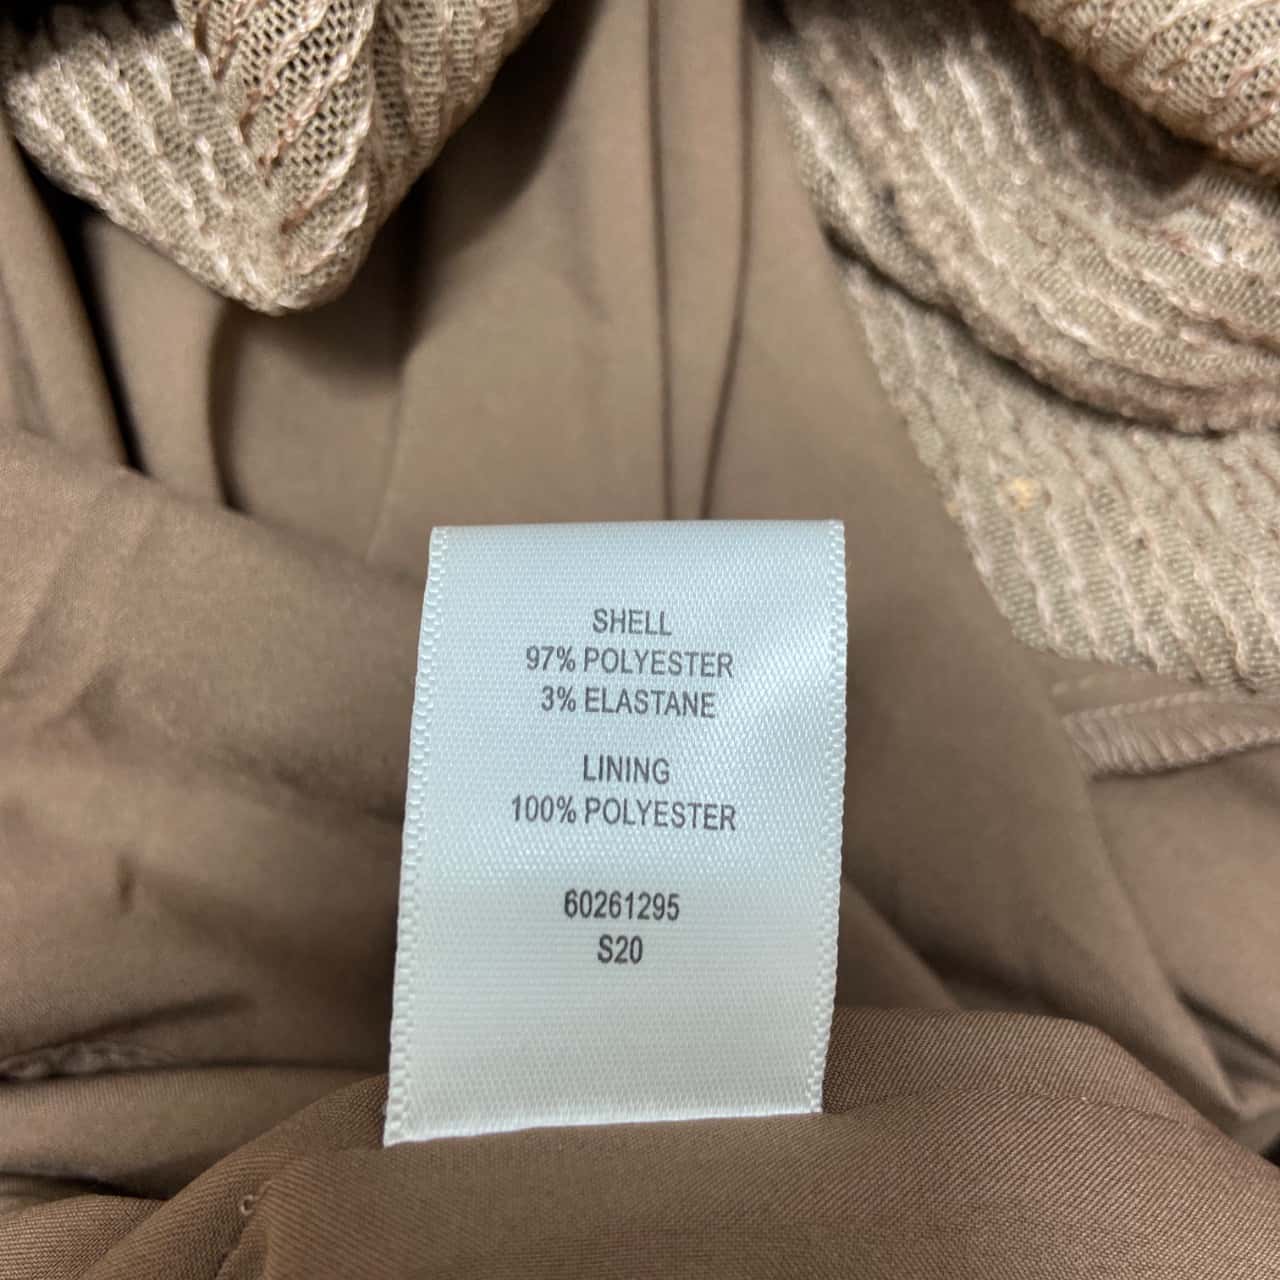 SHELL
97% POLYESTER
3% ELASTANE
LINING
100% POLYESTER
60261295
S20